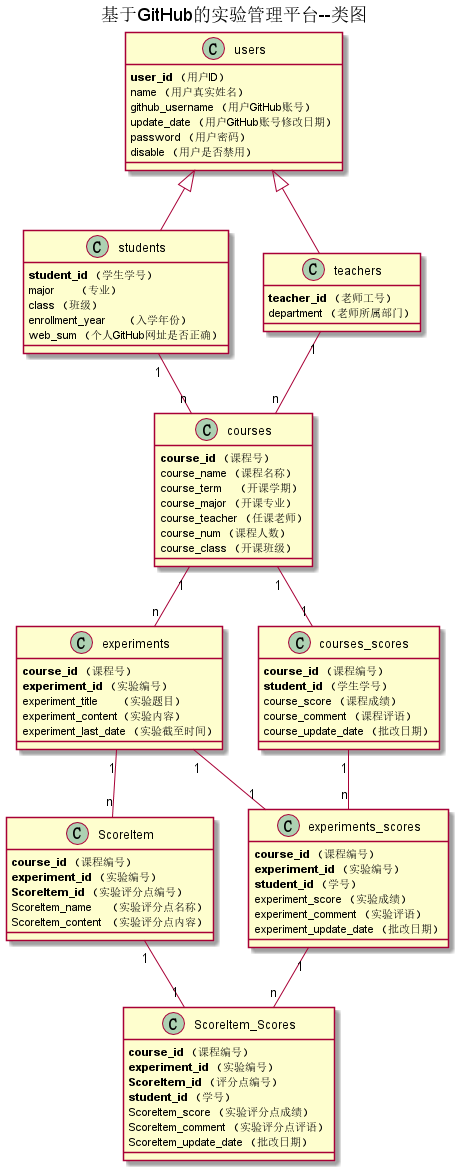 基于GitHub的实验管理平台--类图
C users
user_id （用户ID）
name （用户真实姓名）
github_username （用户GitHub账号）
update_date （用户GitHub账号修改日期）
password （用户密码）
disable （用户是否禁用）
C students
student_id （学生学号）
major （专业）
class （班级）
enrollment_year （入学年份）
web_sum （个人GitHub网址是否正确）
C teachers
teacher_id （老师工号）
department （老师所属部门）
1
1
n
n
C courses
course_id （课程号）
course_name （课程名称）
course_term （开课学期）
course_major （开课专业）
course_teacher （任课老师）
course_num （课程人数）
course_class （开课班级）
1
1
n
1
C experiments
course_id （课程号）
experiment_id （实验编号）
experiment_title （实验题目）
experiment_content （实验内容）
experiment_last_date （实验截至时间）
C courses_scores
course_id （课程编号）
student_id （学生学号）
course_score （课程成绩）
course_comment （课程评语）
course_update_date （批改日期）
1
1
1
n
1
n
C ScoreItem
course_id （课程编号）
experiment_id （实验编号）
ScoreItem_id （实验评分点编号）
ScoreItem_name （实验评分点名称）
ScoreItem_content （实验评分点内容）
C experiments_scores
course_id （课程编号）
experiment_id （实验编号）
student_id （学号）
experiment_score （实验成绩）
experiment_comment （实验评语）
experiment_update_date （批改日期）
1
1
1
n
C ScoreItem_Scores
course_id （课程编号）
experiment_id （实验编号）
ScoreItem_id （评分点编号）
student_id （学号）
ScoreItem_score （实验评分点成绩）
ScoreItem_comment （实验评分点评语）
ScoreItem_update_date （批改日期）